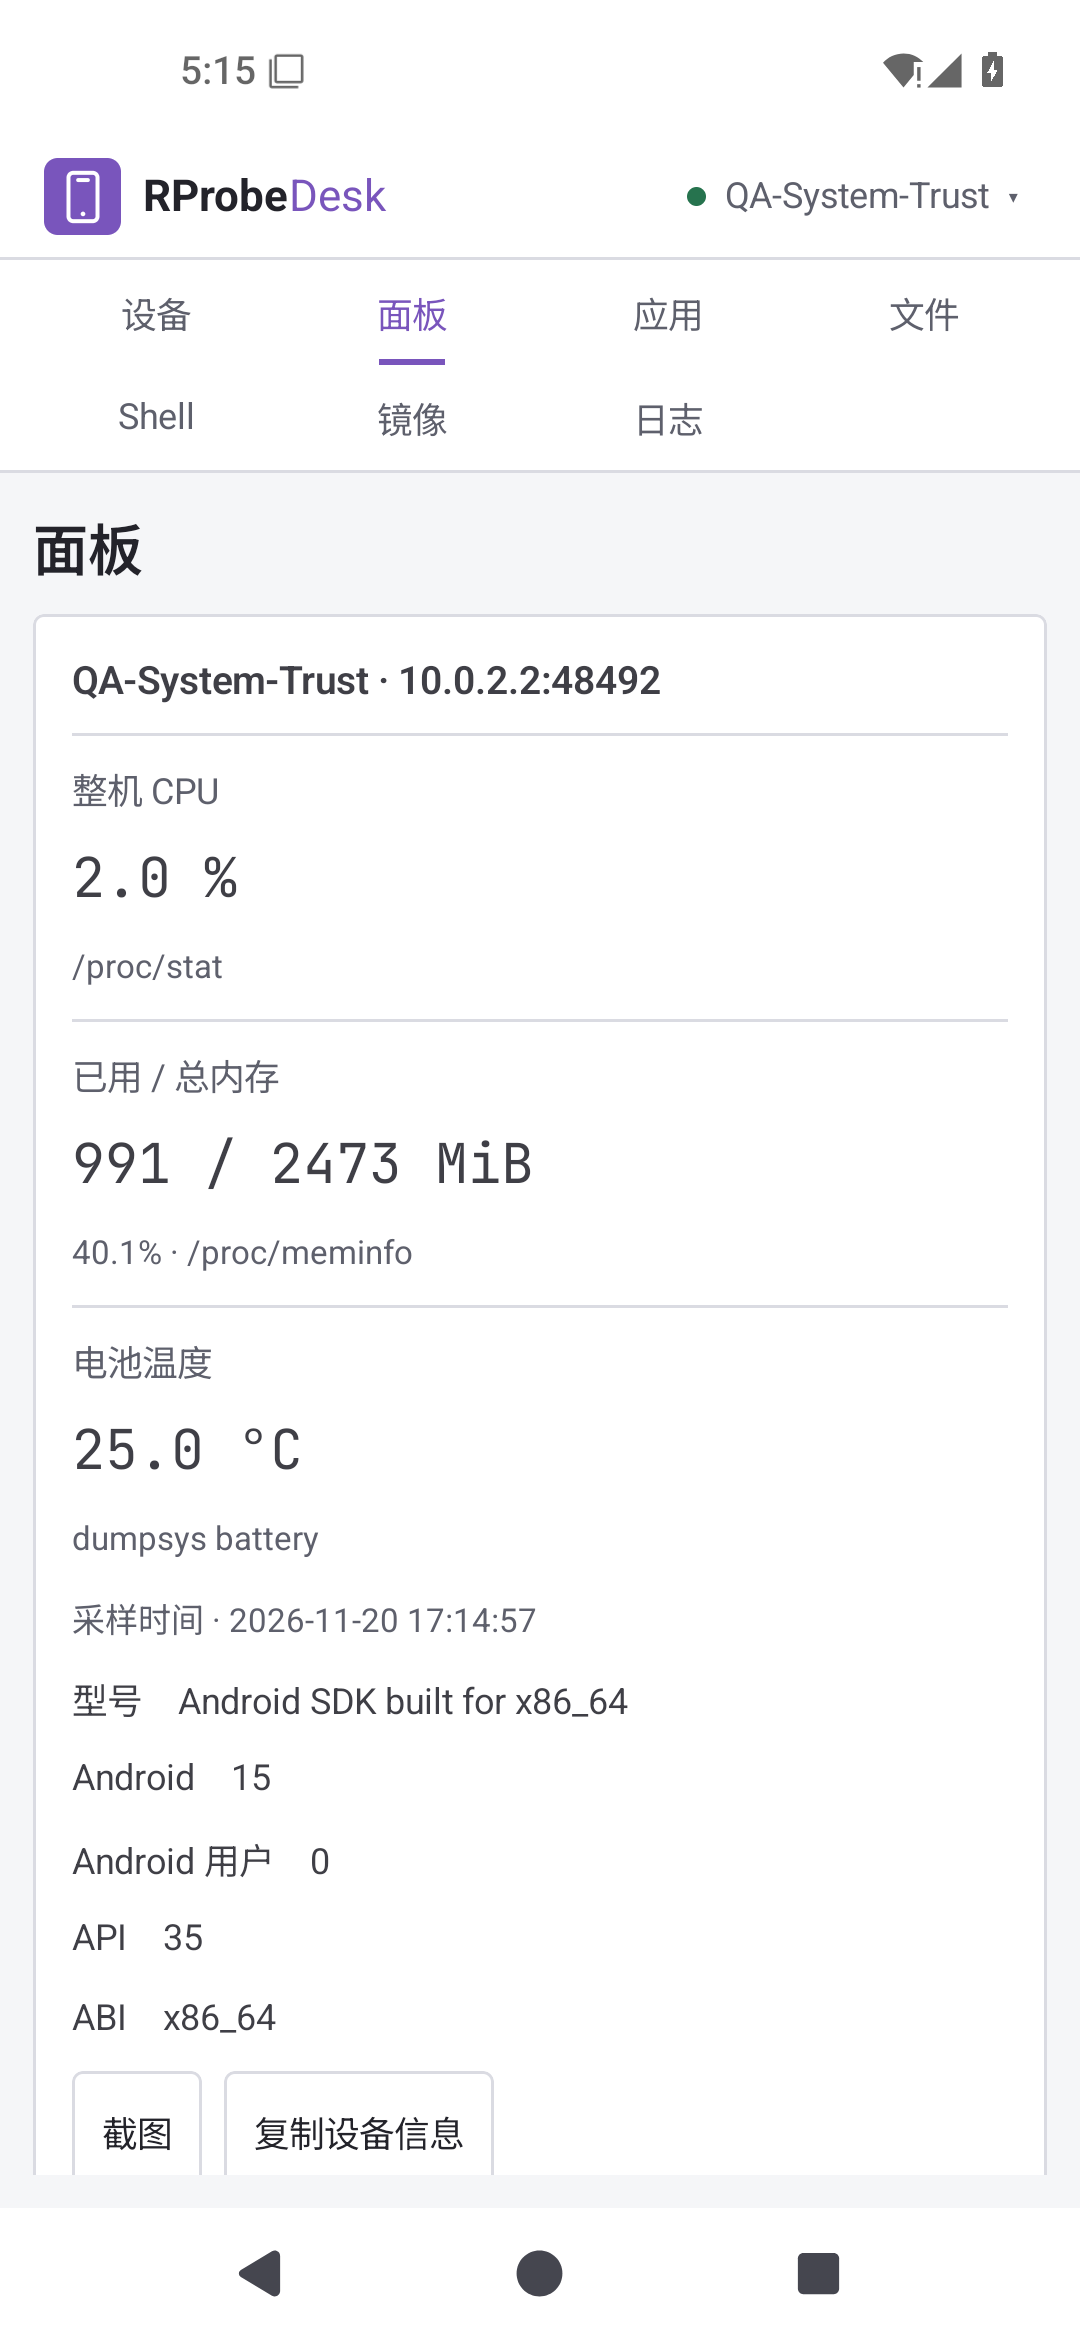 5:15
RProbeDesk
QA-System-Trust ▾
设备 面板 应用 文件
Shell 镜像 日志
面板
QA-System-Trust · 10.0.2.2:48492
整机 CPU
2.0 %
/proc/stat
已用 / 总内存
991 / 2473 MiB
40.1% · /proc/meminfo
电池温度
25.0 °C
dumpsys battery
采样时间 · 2026-11-20 17:14:57
型号 Android SDK built for x86_64
Android 15
Android 用户 0
API 35
ABI x86_64
截图 复制设备信息